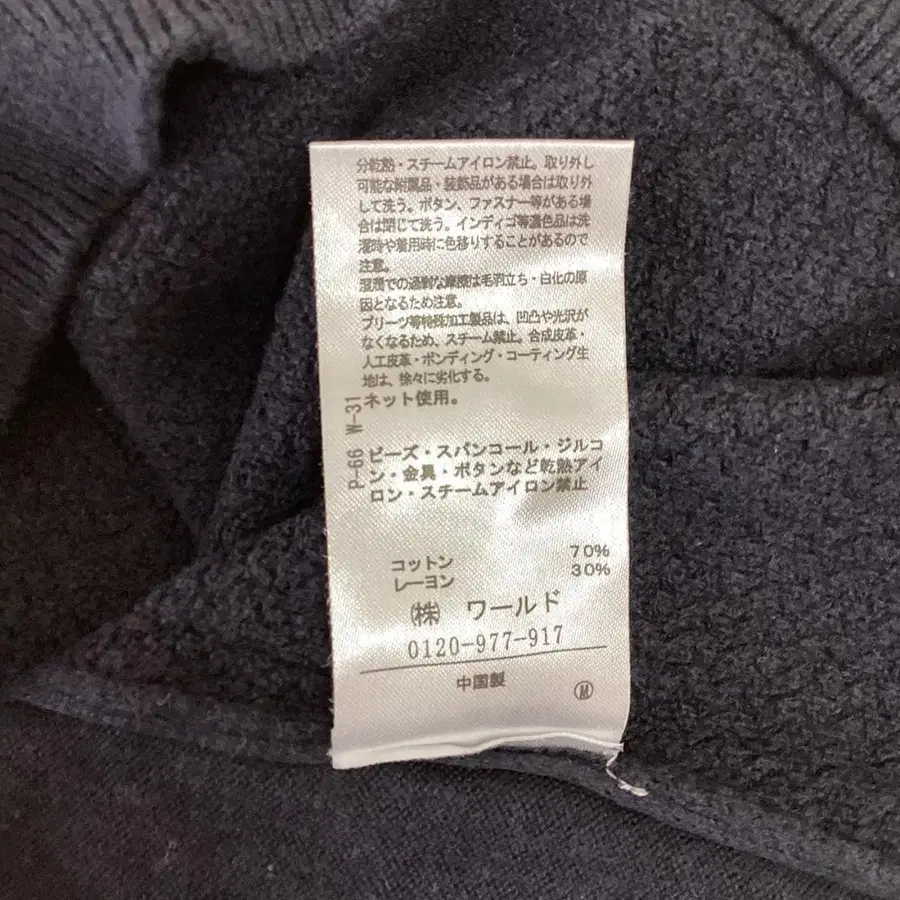 分乾熱・スチームアイロン禁止。取り外し
可能な附属品・装飾品がある場合は取り外
して洗う。ボタン、ファスナー等がある場
合は閉じて洗う。インディゴ等濃色品は洗
濯時や着用時に色移りすることがあるので
注意。
湿潤での過剰な摩擦は毛羽立ち・白化の原
因となるため注意。
プリーツ等特殊加工製品は、凹凸や光沢が
なくなるため、スチーム禁止。合成皮革・
人工皮革・ボンディング・コーティング生
地は、徐々に劣化する。
ネット使用。
P-66 W-31
ビーズ・スパンコール・ジルコ
ン・金具・ボタンなど乾熱アイ
ロン・スチームアイロン禁止
コットン 70%
レーヨン 30%
㈱ ワールド
0120-977-917
中国製
Ⓜ